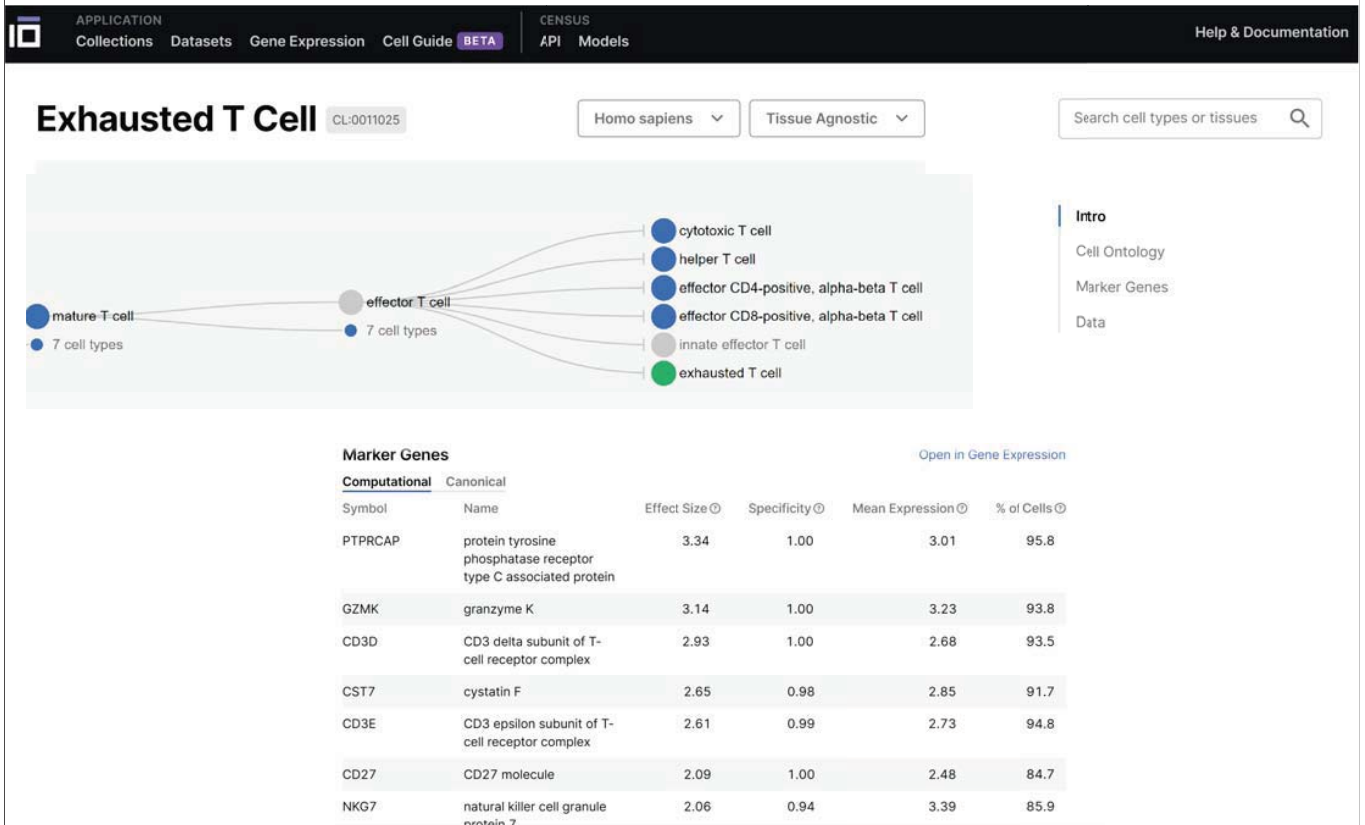 APPLICATION
Collections Datasets Gene Expression Cell Guide BETA
CENSUS
API Models
Help & Documentation
Exhausted T Cell CL:0011025
Homo sapiens
Tissue Agnostic
Search cell types or tissues
mature T cell
7 cell types
effector T cell
7 cell types
cytotoxic T cell
helper T cell
effector CD4-positive, alpha-beta T cell
effector CD8-positive, alpha-beta T cell
innate effector T cell
exhausted T cell
Intro
Cell Ontology
Marker Genes
Data
Marker Genes
Open in Gene Expression
Computational Canonical
Symbol Name Effect Size Specificity Mean Expression % of Cells
PTPRCAP protein tyrosine 3.34 1.00 3.01 95.8
phosphatase receptor
type C associated protein
GZMK granzyme K 3.14 1.00 3.23 93.8
CD3D CD3 delta subunit of T- 2.93 1.00 2.68 93.5
cell receptor complex
CST7 cystatin F 2.65 0.98 2.85 91.7
CD3E CD3 epsilon subunit of T- 2.61 0.99 2.73 94.8
cell receptor complex
CD27 CD27 molecule 2.09 1.00 2.48 84.7
NKG7 natural killer cell granule 2.06 0.94 3.39 85.9
protein 7